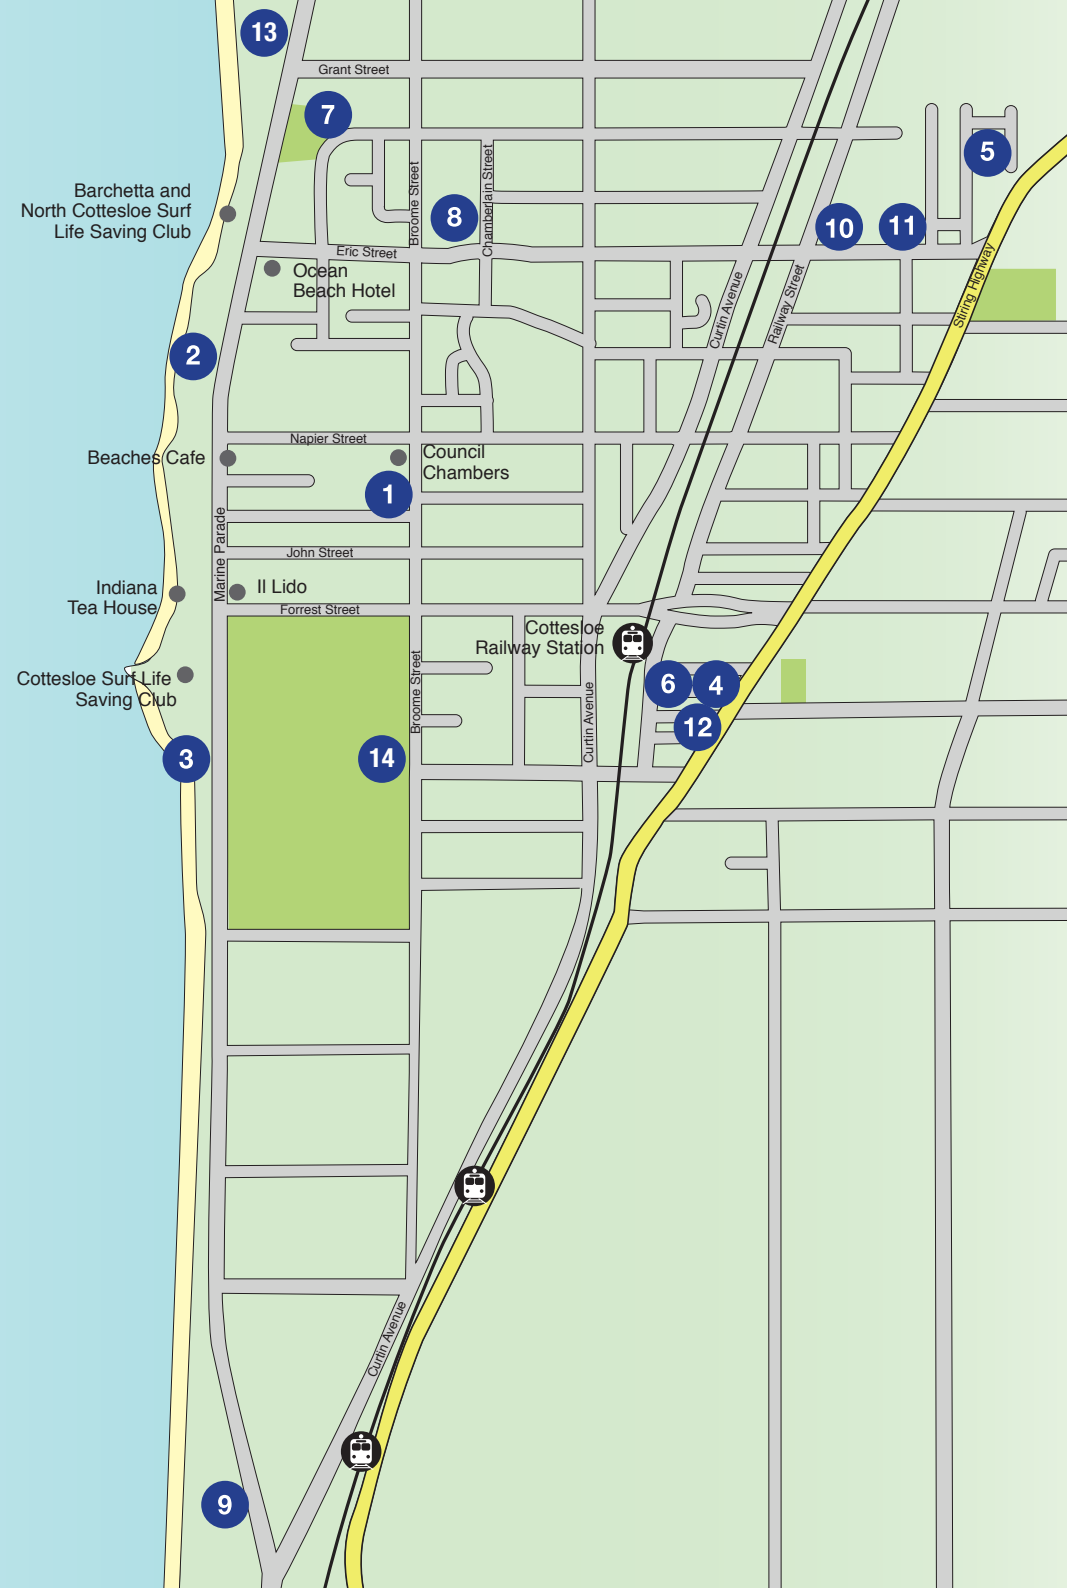 13
Grant Street
7
5
Barchetta and
North Cottesloe Surf
Life Saving Club
Broome Street
Chamberlain Street
8
10
11
Eric Street
Stiring Highway
Ocean
Beach Hotel
Curtin Avenue
Railway Street
2
Napier Street
Beaches Cafe
Council
Chambers
1
Marine Parade
John Street
Indiana
Tea House
Il Lido
Forrest Street
Cottesloe
Railway Station
Cottesloe Surf Life
Saving Club
Broome Street
Curtin Avenue
6
4
12
3
14
Curtin Avenue
9